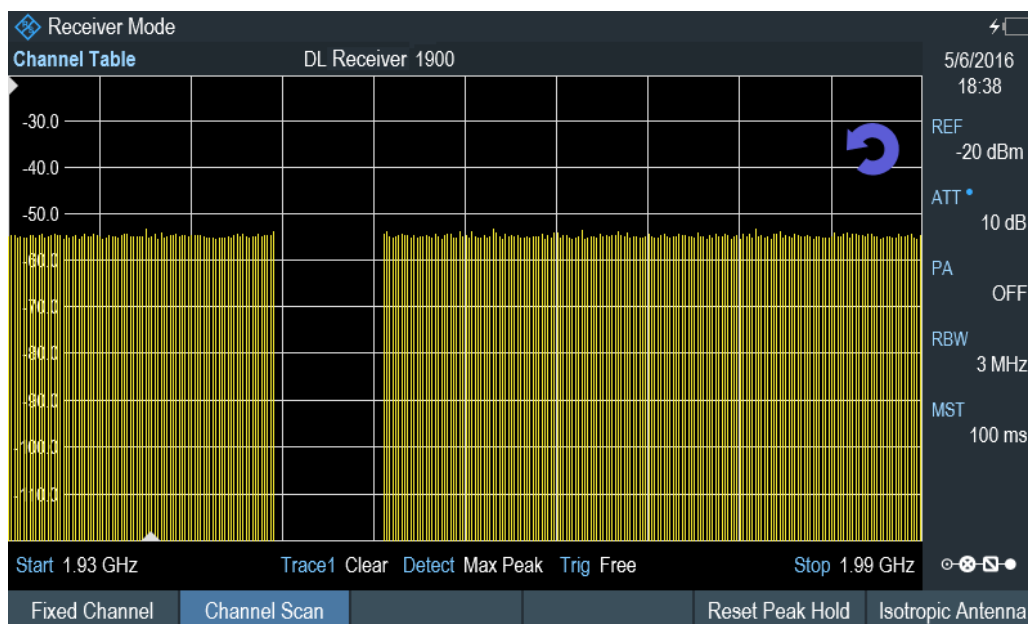 Receiver Mode
Channel Table DL Receiver 1900
5/6/2016
18:38
-30.0
-40.0
-50.0
-60.0
-70.0
-80.0
-90.0
-100.0
-110.0
REF
-20 dBm
ATT
10 dB
PA
OFF
RBW
3 MHz
MST
100 ms
Start 1.93 GHz Trace1 Clear Detect Max Peak Trig Free Stop 1.99 GHz
Fixed Channel Channel Scan Reset Peak Hold Isotropic Antenna